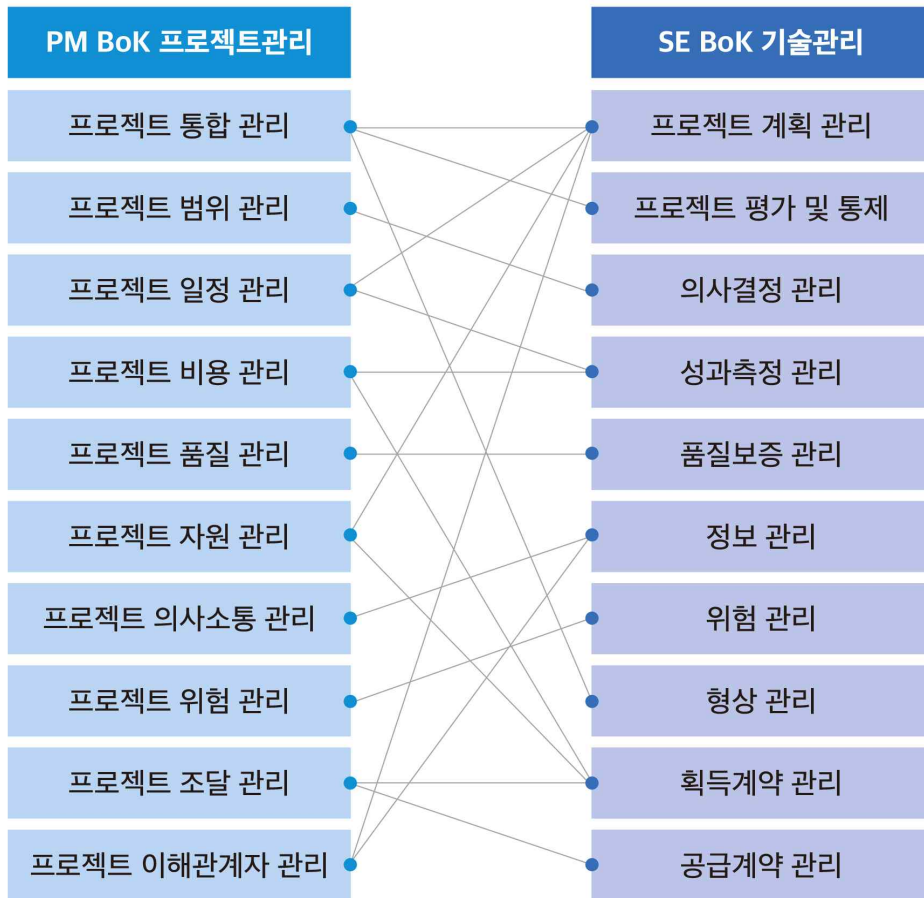 PM BoK 프로젝트관리
SE BoK 기술관리
프로젝트 통합 관리
프로젝트 계획 관리
프로젝트 범위 관리
프로젝트 평가 및 통제
프로젝트 일정 관리
의사결정 관리
프로젝트 비용 관리
성과측정 관리
프로젝트 품질 관리
품질보증 관리
프로젝트 자원 관리
정보 관리
프로젝트 의사소통 관리
위험 관리
프로젝트 위험 관리
형상 관리
프로젝트 조달 관리
획득계약 관리
프로젝트 이해관계자 관리
공급계약 관리